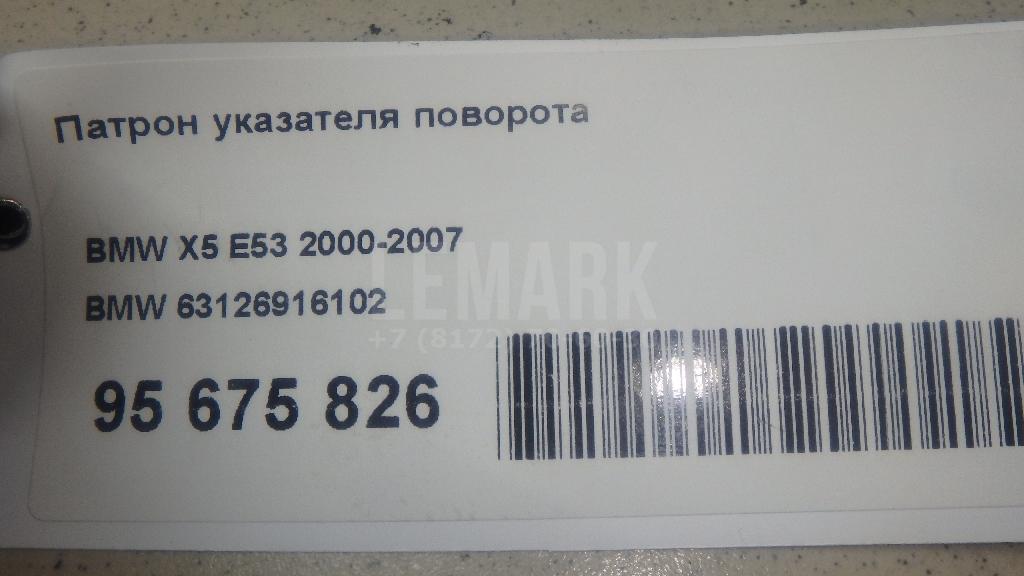 Патрон указателя поворота
BMW X5 E53 2000-2007
BMW 63126916102
LEMARK
95 675 826